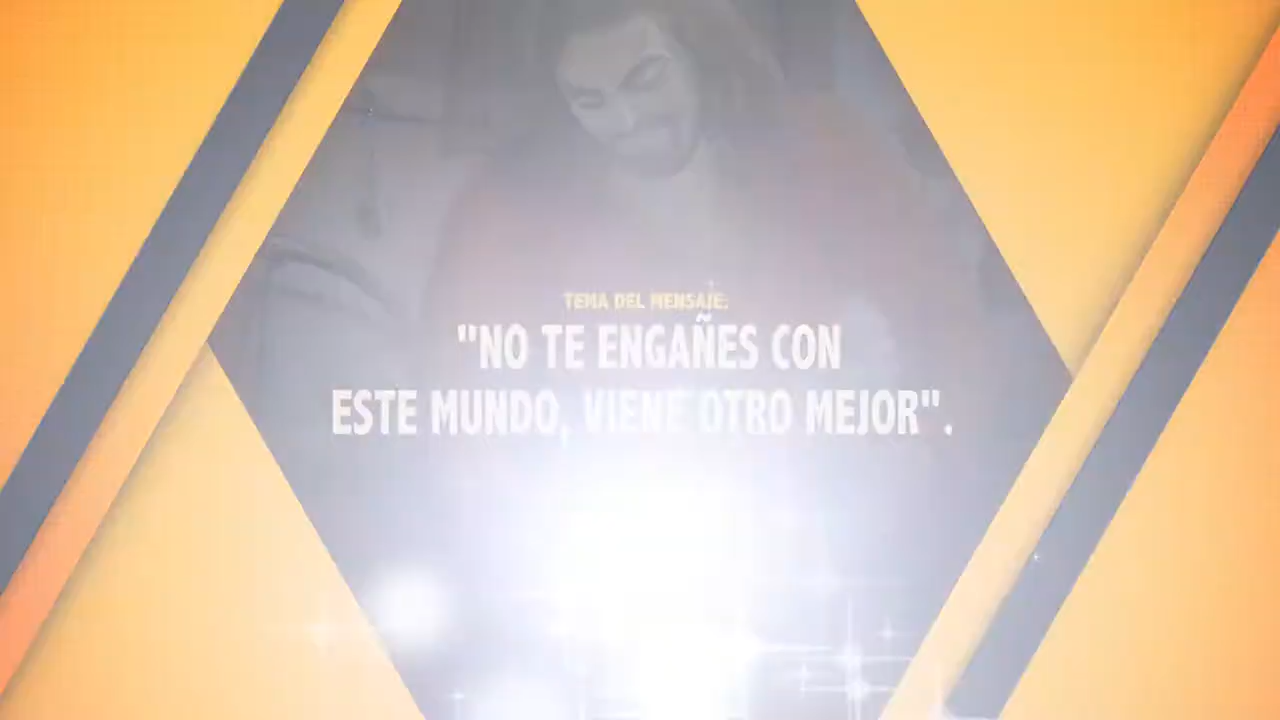 TEMA DEL MENSAJE:
"NO TE ENGAÑES CON
ESTE MUNDO, VIENE OTRO MEJOR".